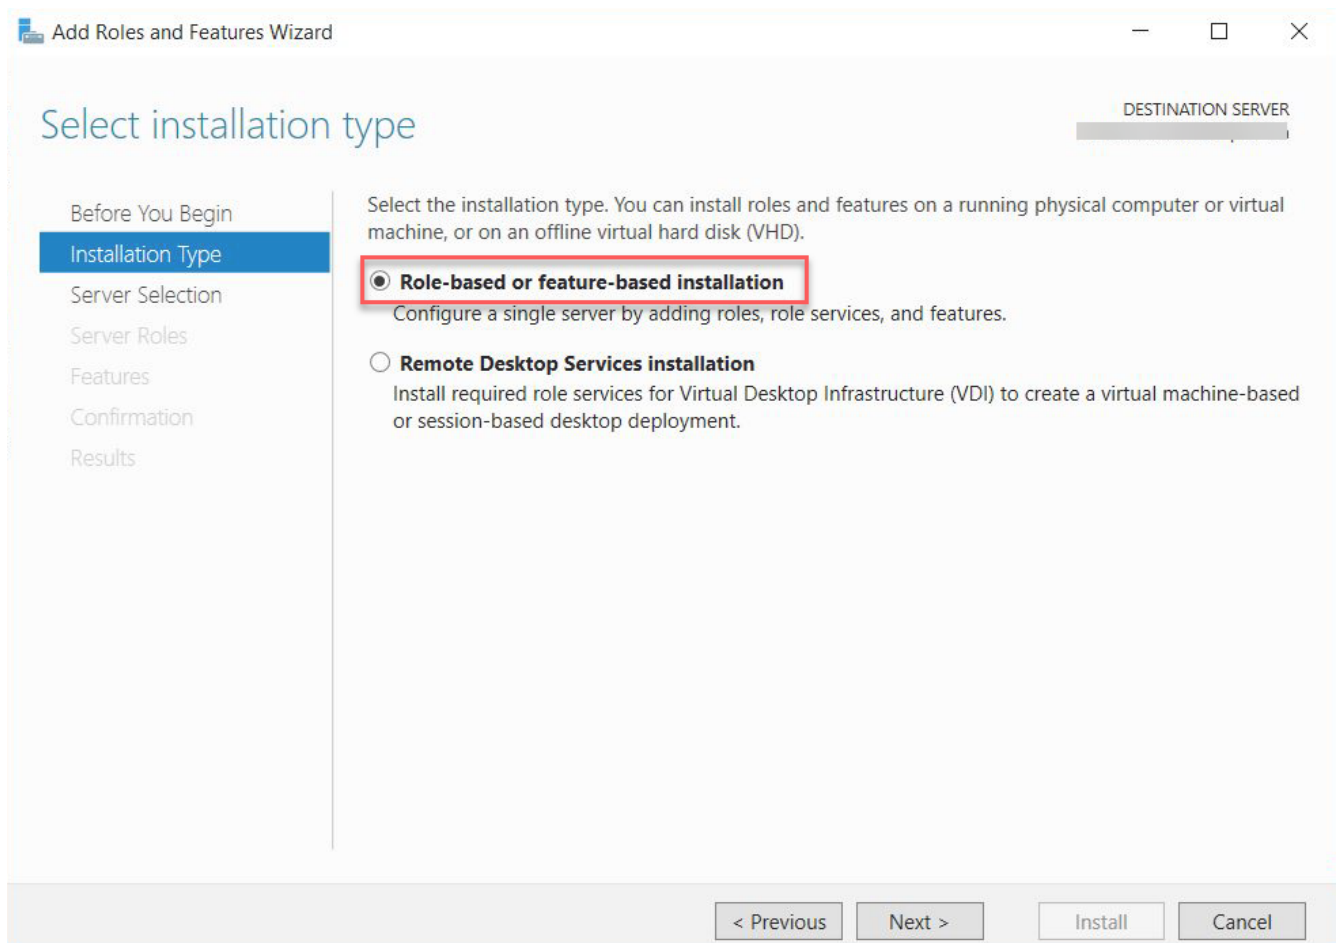 Add Roles and Features Wizard
Select installation type
DESTINATION SERVER
Before You Begin
Installation Type
Server Selection
Server Roles
Features
Confirmation
Results
Select the installation type. You can install roles and features on a running physical computer or virtual
machine, or on an offline virtual hard disk (VHD).
Role-based or feature-based installation
Configure a single server by adding roles, role services, and features.
Remote Desktop Services installation
Install required role services for Virtual Desktop Infrastructure (VDI) to create a virtual machine-based
or session-based desktop deployment.
< Previous
Next >
Install
Cancel